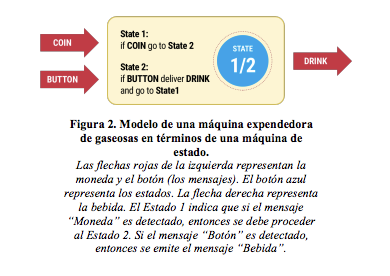 COIN
BUTTON
State 1:
if COIN go to State 2
State 2:
if BUTTON deliver DRINK
and go to State1
STATE
1/2
DRINK
Figura 2. Modelo de una máquina expendedora
de gaseosas en términos de una máquina de
estado.
Las flechas rojas de la izquierda representan la
moneda y el botón (los mensajes). El botón azul
representa los estados. La flecha derecha representa
la bebida. El Estado 1 indica que si el mensaje
“Moneda” es detectado, entonces se debe proceder
al Estado 2. Si el mensaje “Botón” es detectado,
entonces se emite el mensaje “Bebida”.